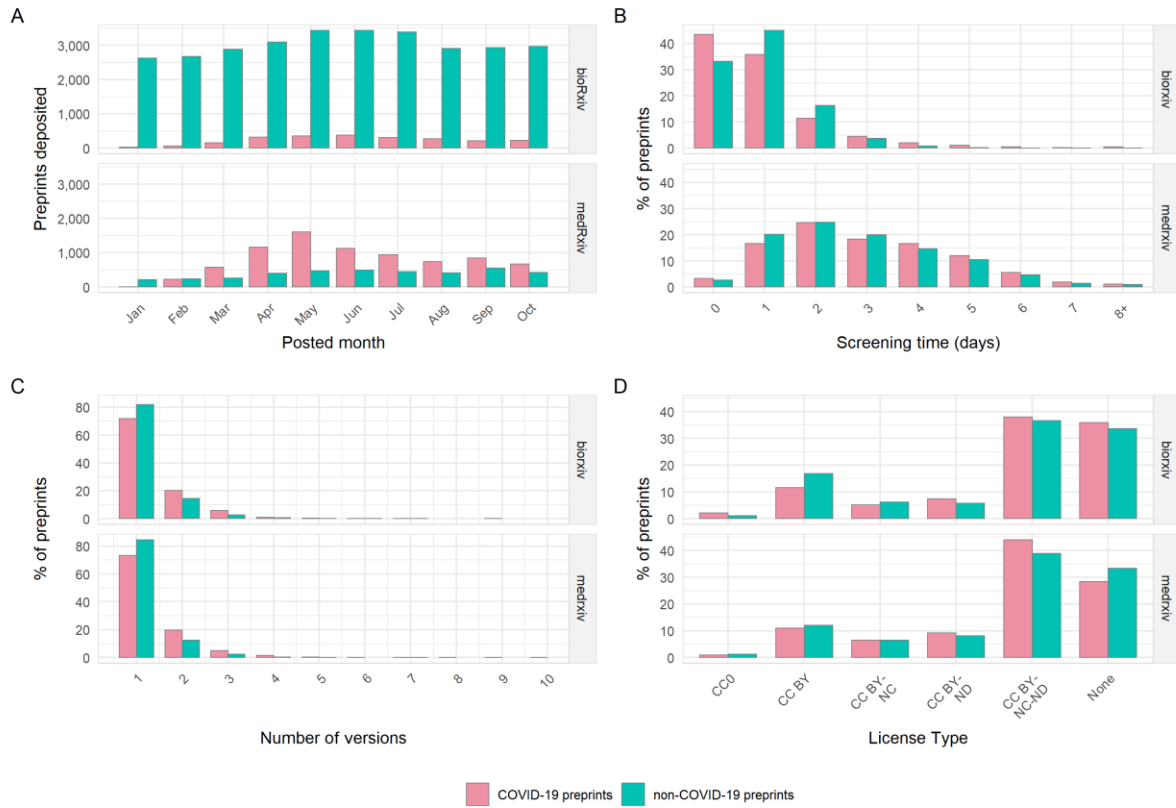 A
Preprints deposited
3,000
2,000
1,000
0
bioRxiv
3,000
2,000
1,000
0
medRxiv
Jan
Feb
Mar
Apr
May
Jun
Jul
Aug
Sep
Oct
Posted month
B
% of preprints
40
30
20
10
0
biorxiv
40
30
20
10
0
medrxiv
0
1
2
3
4
5
6
7
8+
Screening time (days)
C
% of preprints
80
60
40
20
0
biorxiv
80
60
40
20
0
medrxiv
1
2
3
4
5
6
7
8
9
10
Number of versions
D
% of preprints
40
30
20
10
0
biorxiv
40
30
20
10
0
medrxiv
CC0
CC BY
CC BY-
NC
CC BY-
ND
CC BY-
NC-ND
None
License Type
COVID-19 preprints
non-COVID-19 preprints